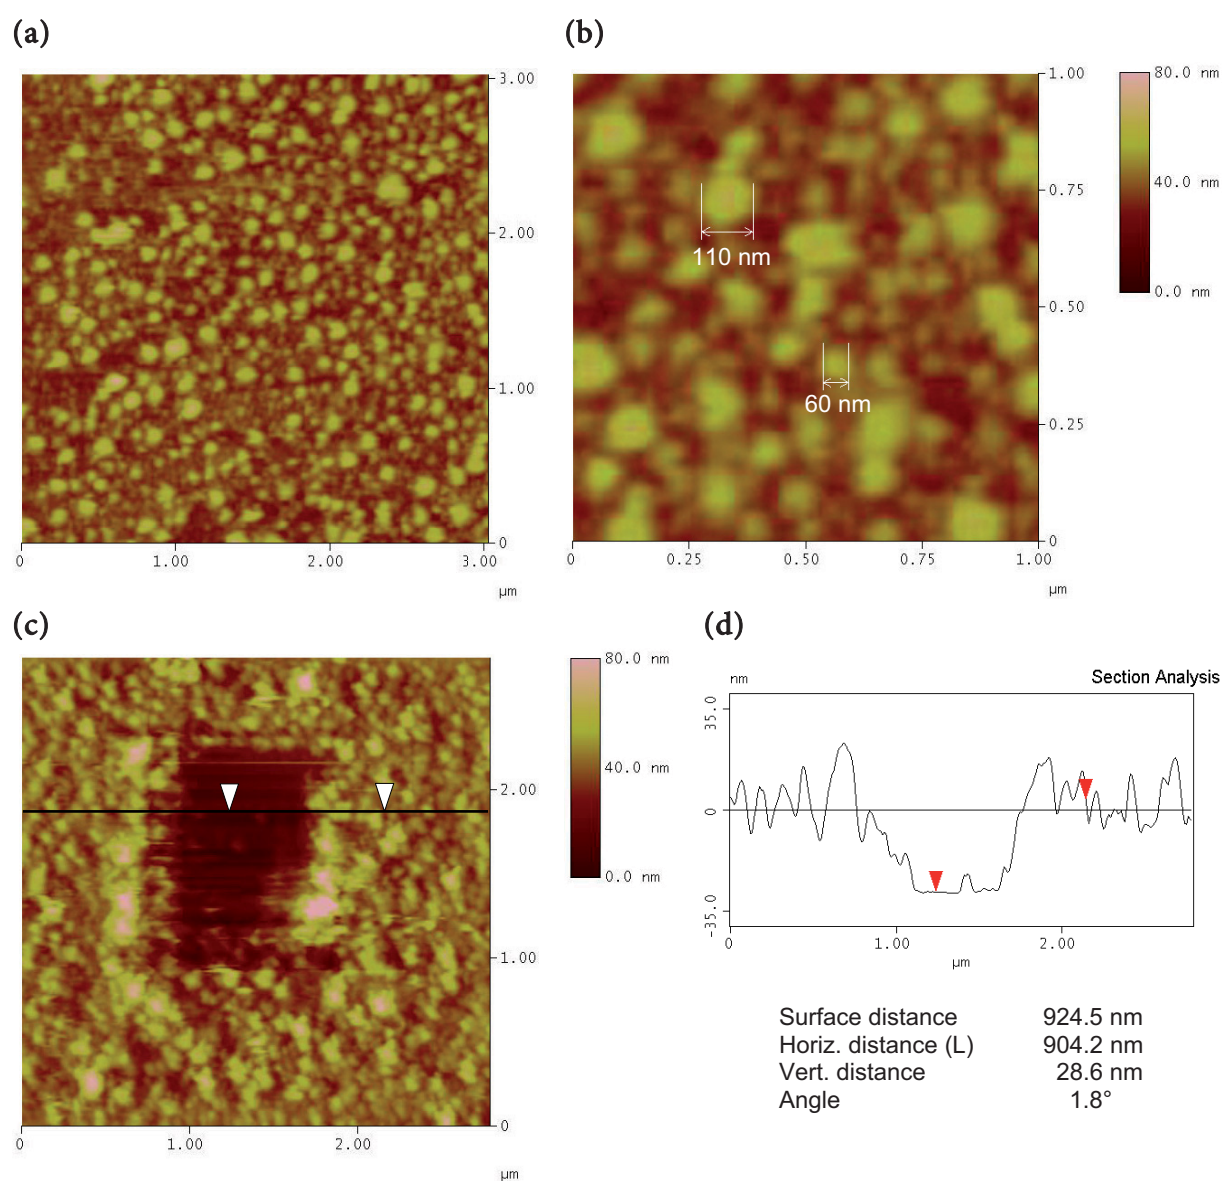 (a)
3.00
2.00
1.00
0
0 1.00 2.00 3.00
µm
(b)
1.00
0.75
0.50
0.25
0
0 0.25 0.50 0.75 1.00
µm
110 nm
60 nm
80.0 nm
40.0 nm
0.0 nm
(c)
2.00
1.00
0
0 1.00 2.00
µm
80.0 nm
40.0 nm
0.0 nm
(d)
Section Analysis
nm
35.0
0
-35.0
0 1.00 2.00
µm
Surface distance 924.5 nm
Horiz. distance (L) 904.2 nm
Vert. distance 28.6 nm
Angle 1.8°